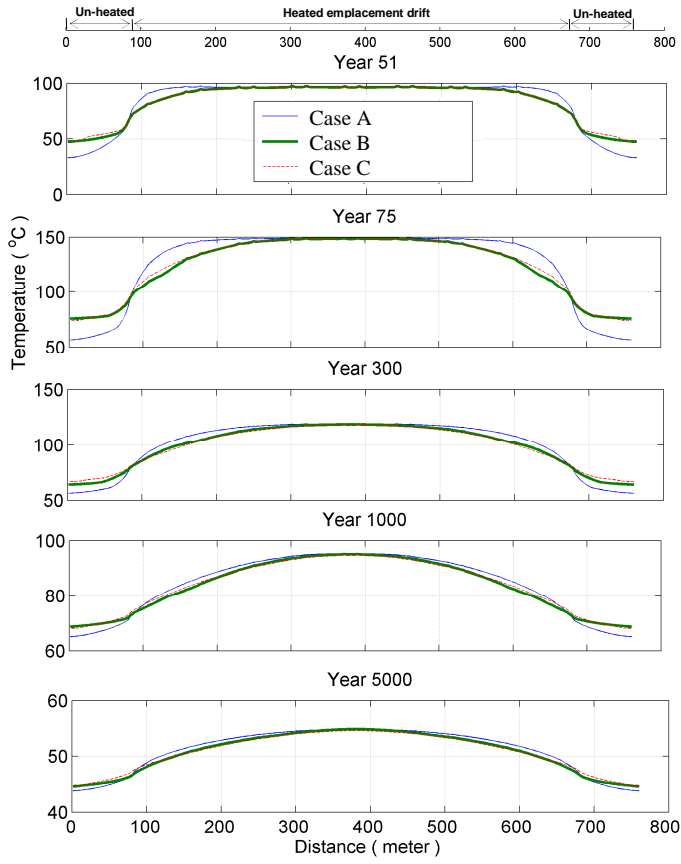 Un-heated Heated emplacement drift Un-heated
0 100 200 300 400 500 600 700 800
Year 51
100
50
0
Case A
Case B
Case C
Year 75
150
100
50
Temperature ( °C )
Year 300
150
100
50
Year 1000
100
80
60
Year 5000
60
50
40
0 100 200 300 400 500 600 700 800
Distance ( meter )